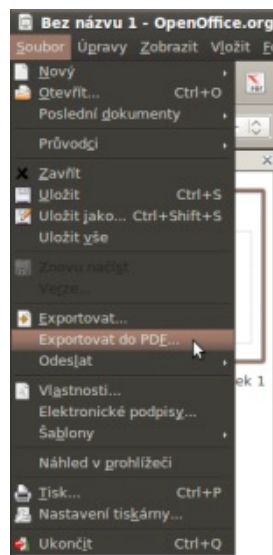 Bez názvu 1 - OpenOffice.org
Soubor Úpravy Zobrazit Vložit
Nový
Otevřít... Ctrl+O
Poslední dokumenty
Průvodci
Zavřít
Uložit Ctrl+S
Uložit jako... Ctrl+Shift+S
Uložit vše
Znovu načíst
Verze...
Exportovat...
Exportovat do PDF...
Odeslat
ek 1
Vlastnosti...
Elektronické podpisy...
Šablony
Náhled v prohlížeči
Tisk... Ctrl+P
Nastavení tiskárny...
Ukončit Ctrl+Q